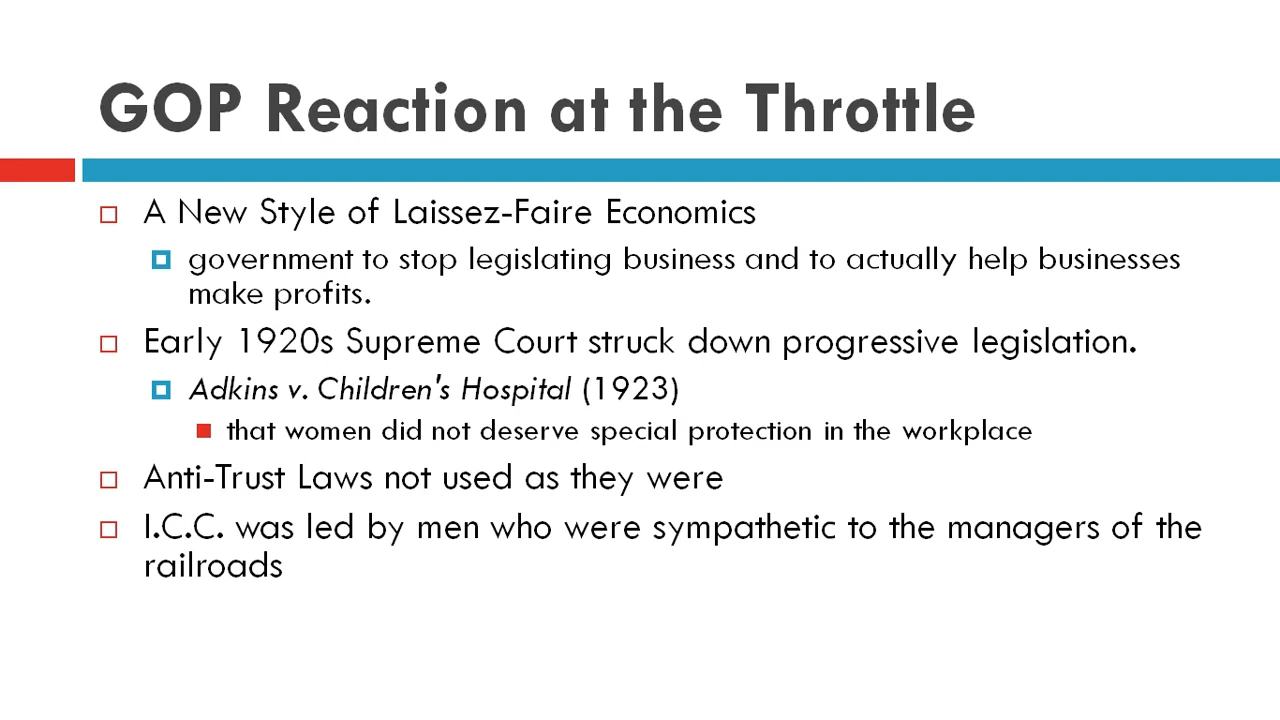 GOP Reaction at the Throttle
A New Style of Laissez-Faire Economics
government to stop legislating business and to actually help businesses
make profits.
Early 1920s Supreme Court struck down progressive legislation.
Adkins v. Children's Hospital (1923)
that women did not deserve special protection in the workplace
Anti-Trust Laws not used as they were
I.C.C. was led by men who were sympathetic to the managers of the
railroads